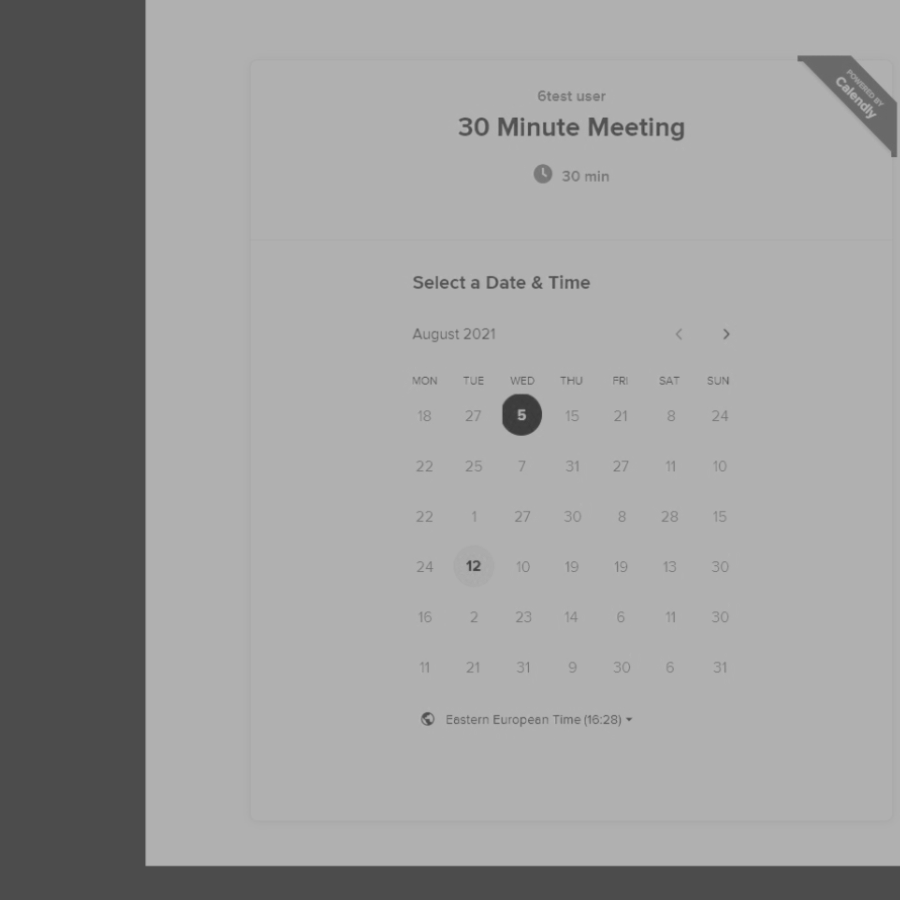 POWERED BY
Calendly
6test user
30 Minute Meeting
30 min
Select a Date & Time
August 2021
MON TUE WED THU FRI SAT SUN
18 27 5 15 21 8 24
22 25 7 31 27 11 10
22 1 27 30 8 28 15
24 12 10 19 19 13 30
16 2 23 14 6 11 30
11 21 31 9 30 6 31
Eastern European Time (16:28)